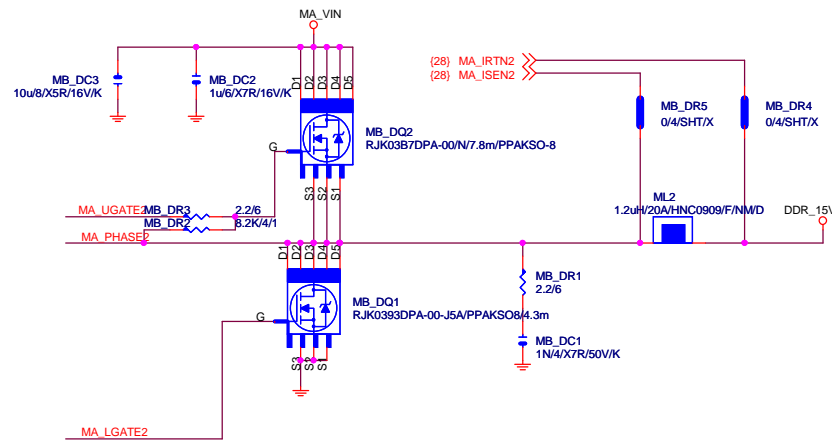 MA_VIN
{28} MA_IRTN2
{28} MA_ISEN2
MB_DC3
10u/8/X5R/16V/K
MB_DC2
1u/6/X7R/16V/K
D1
D2
D3
D4
D5
MB_DR5
0/4/SHT/X
MB_DR4
0/4/SHT/X
MB_DQ2
RJK03B7DPA-00/N/7.8m/PPAKSO-8
G
S3
S2
S1
ML2
1.2uH/20A/HNC0909/F/NM/D
DDR_15V
MA_UGATE2
MB_DR3
2.2/6
MB_DR2
8.2K/4/1
MA_PHASE2
D1
D2
D3
D4
D5
MB_DR1
2.2/6
MB_DQ1
RJK0393DPA-00-J5A/PPAKSO8/4.3m
G
MB_DC1
1N/4/X7R/50V/K
S3
S2
S1
MA_LGATE2